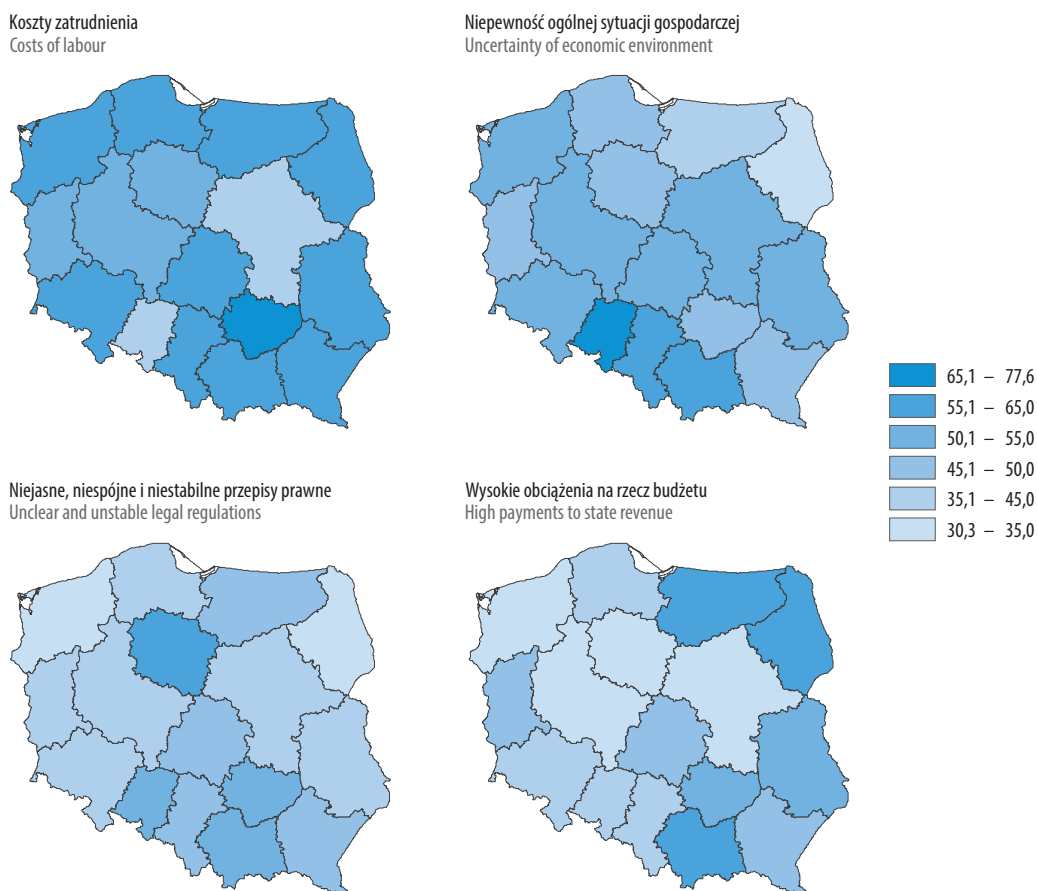 Koszty zatrudnienia
Costs of labour
Niepewność ogólnej sytuacji gospodarczej
Uncertainty of economic environment
65,1 – 77,6
55,1 – 65,0
50,1 – 55,0
45,1 – 50,0
35,1 – 45,0
30,3 – 35,0
Niejasne, niespójne i niestabilne przepisy prawne
Unclear and unstable legal regulations
Wysokie obciążenia na rzecz budżetu
High payments to state revenue